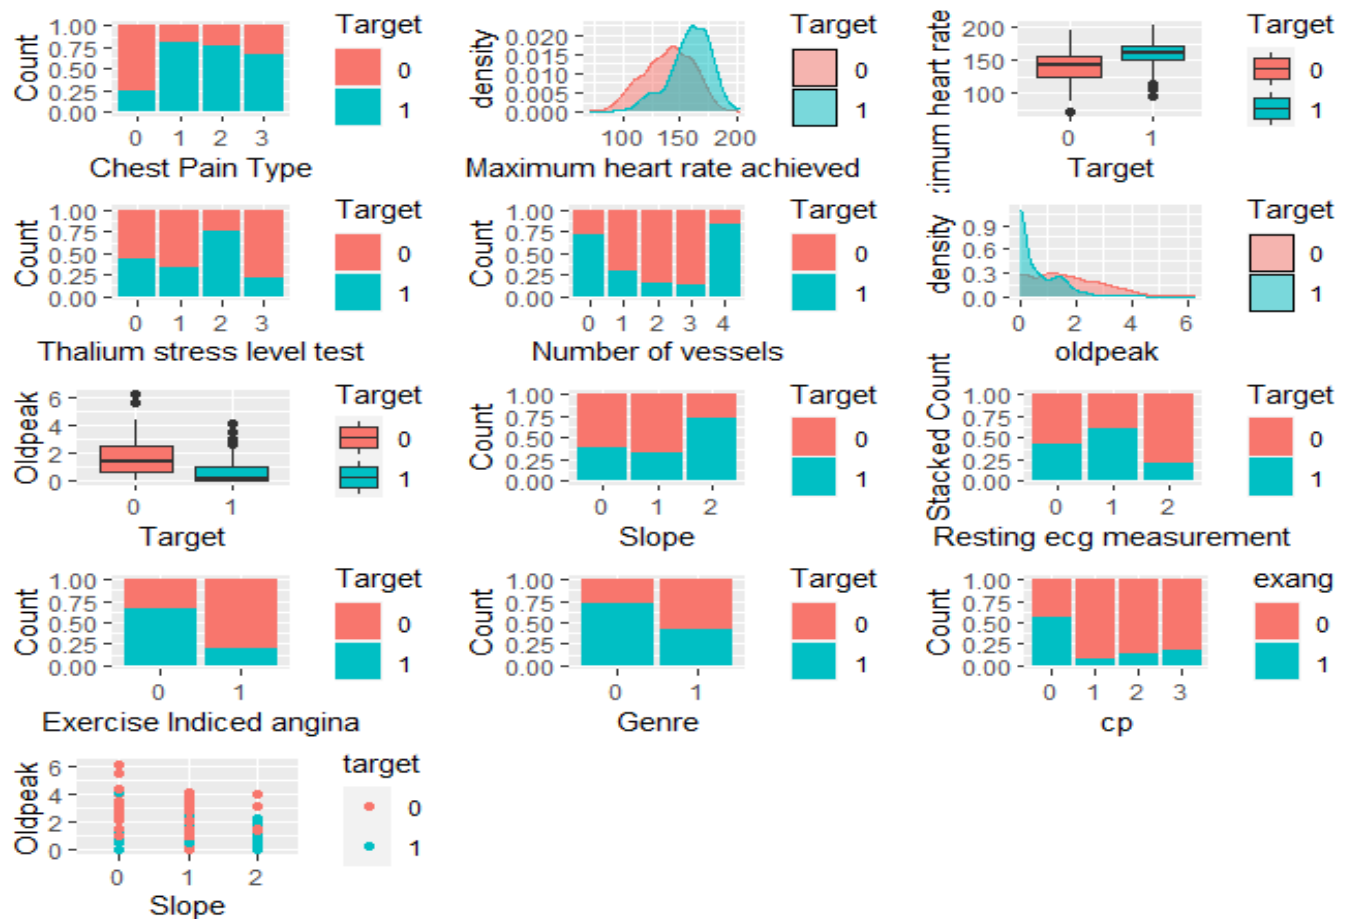 Count
1.00
0.75
0.50
0.25
0.00
0 1 2 3
Chest Pain Type
Target
0
1
density
0.020
0.015
0.010
0.005
0.000
100 150 200
Maximum heart rate achieved
Target
0
1
ximum heart rate
200
150
100
0 1
Target
Target
0
1
Count
1.00
0.75
0.50
0.25
0.00
0 1 2 3
Thalium stress level test
Target
0
1
Count
1.00
0.75
0.50
0.25
0.00
0 1 2 3 4
Number of vessels
Target
0
1
density
0.9
0.6
0.3
0.0
0 2 4 6
oldpeak
Target
0
1
Oldpeak
6
4
2
0
0 1
Target
Target
0
1
Count
1.00
0.75
0.50
0.25
0.00
0 1 2
Slope
Target
0
1
Stacked Count
1.00
0.75
0.50
0.25
0.00
0 1 2
Resting ecg measurement
Target
0
1
Count
1.00
0.75
0.50
0.25
0.00
0 1
Exercise Indiced angina
Target
0
1
Count
1.00
0.75
0.50
0.25
0.00
0 1
Genre
Target
0
1
Count
1.00
0.75
0.50
0.25
0.00
0 1 2 3
cp
exang
0
1
Oldpeak
6
4
2
0
0 1 2
Slope
target
0
1